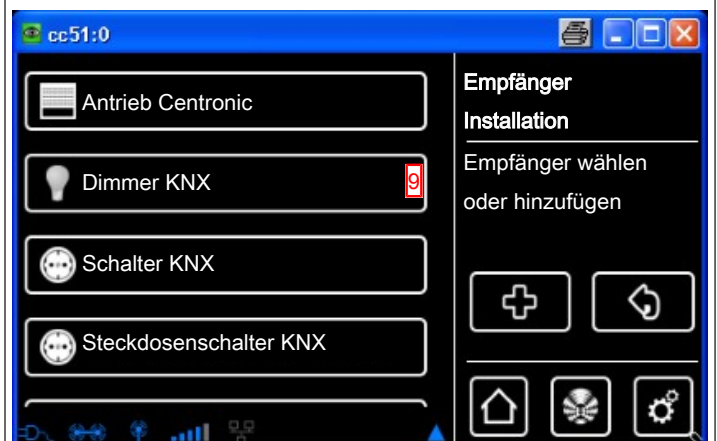 cc51:0
Antrieb Centronic
Dimmer KNX
9
Schalter KNX
Steckdosenschalter KNX
Empfänger
Installation
Empfänger wählen
oder hinzufügen